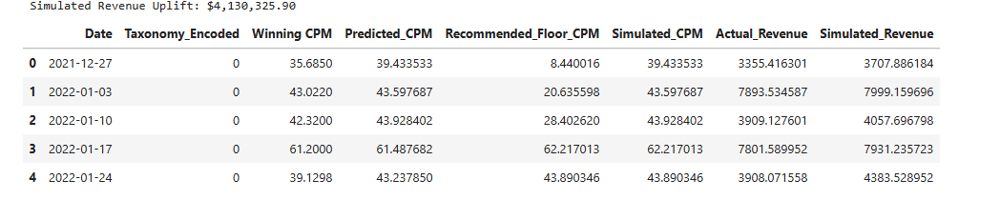 Simulated Revenue Uplift: $4,130,325.90
Date Taxonomy_Encoded Winning CPM Predicted_CPM Recommended_Floor_CPM Simulated_CPM Actual_Revenue Simulated_Revenue
0 2021-12-27 0 35.6850 39.433533 8.440016 39.433533 3355.416301 3707.886184
1 2022-01-03 0 43.0220 43.597687 20.635598 43.597687 7893.534587 7999.159696
2 2022-01-10 0 42.3200 43.928402 28.402620 43.928402 3909.127601 4057.696798
3 2022-01-17 0 61.2000 61.487682 62.217013 62.217013 7801.589952 7931.235723
4 2022-01-24 0 39.1298 43.237850 43.890346 43.890346 3908.071558 4383.528952